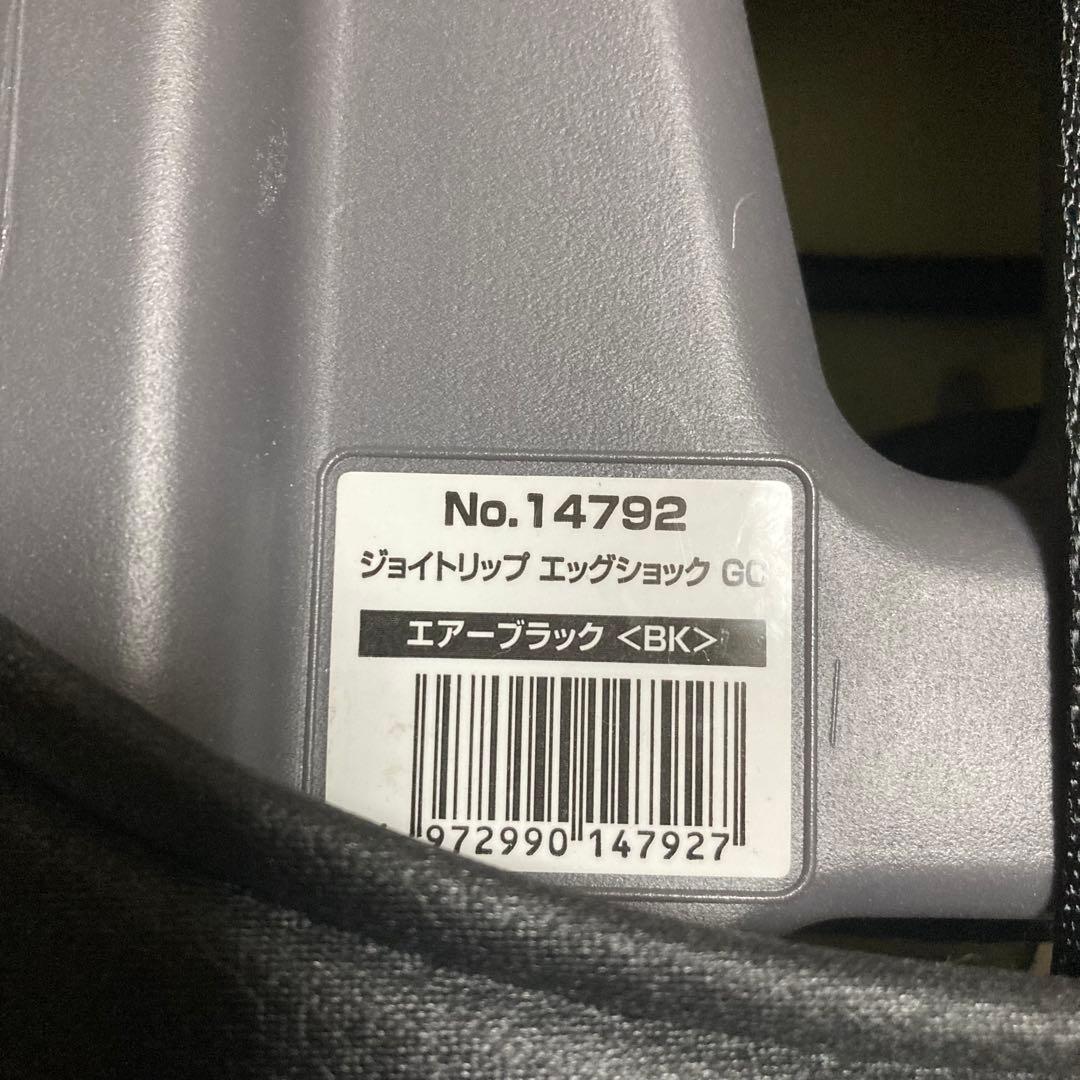 No.14792
ジョイトリップ エッグショック GC
エアーブラック <BK>
972990 147927